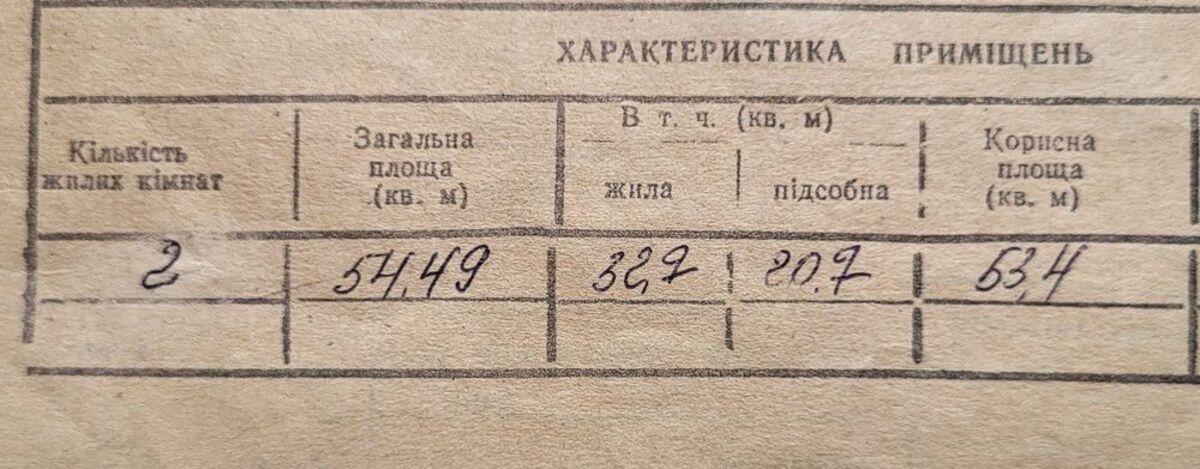 ХАРАКТЕРИСТИКА ПРИМІЩЕНЬ
Кількість
жилих кімнат
Загальна
площа
(кв. м)
В т. ч. (кв. м)
жила
підсобна
Корисна
площа
(кв. м)
2
54,49
32,7
20,7
53,4